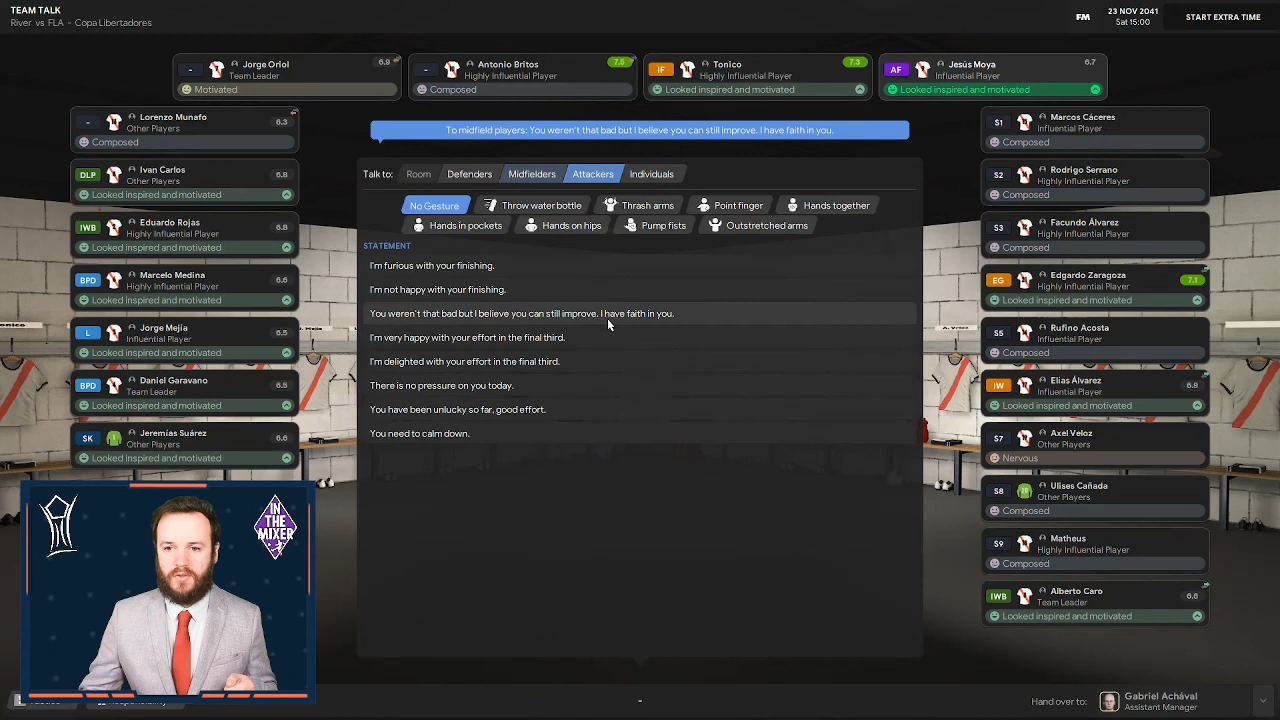 TEAM TALK
River vs FLA - Copa Libertadores
FM
23 NOV 2041
Sat 15:00
START EXTRA TIME
-
Jorge Oriol
Team Leader
6.9
Motivated
-
Antonio Britos
Highly Influential Player
7.5
Composed
IF
Tonico
Highly Influential Player
7.3
Looked inspired and motivated
AF
Jesús Moya
Influential Player
6.7
Looked inspired and motivated
-
Lorenzo Munafo
Other Players
6.3
Composed
DLP
Ivan Carlos
Other Players
6.8
Looked inspired and motivated
IWB
Eduardo Rojas
Highly Influential Player
6.8
Looked inspired and motivated
BPD
Marcelo Medina
Highly Influential Player
6.6
Looked inspired and motivated
L
Jorge Mejía
Influential Player
6.5
Looked inspired and motivated
BPD
Daniel Garavano
Team Leader
6.5
Looked inspired and motivated
SK
Jeremías Suárez
Other Players
6.6
Looked inspired and motivated
To midfield players: You weren't that bad but I believe you can still improve. I have faith in you.
Talk to: Room Defenders Midfielders Attackers Individuals
No Gesture Throw water bottle Thrash arms Point finger Hands together
Hands in pockets Hands on hips Pump fists Outstretched arms
STATEMENT
I'm furious with your finishing.
I'm not happy with your finishing.
You weren't that bad but I believe you can still improve. I have faith in you.
I'm very happy with your effort in the final third.
I'm delighted with your effort in the final third.
There is no pressure on you today.
You have been unlucky so far, good effort.
You need to calm down.
S1
Marcos Cáceres
Influential Player
Composed
S2
Rodrigo Serrano
Highly Influential Player
Composed
S3
Facundo Álvarez
Highly Influential Player
Composed
EG
Edgardo Zaragoza
Highly Influential Player
7.1
Looked inspired and motivated
S5
Rufino Acosta
Influential Player
Composed
IW
Elías Álvarez
Influential Player
6.9
Looked inspired and motivated
S7
Axel Veloz
Other Players
Nervous
S8
Ulises Cañada
Other Players
Composed
S9
Matheus
Highly Influential Player
Composed
IWB
Alberto Caro
Team Leader
6.6
Looked inspired and motivated
IN
THE
MIXER
-
Hand over to:
Gabriel Achával
Assistant Manager